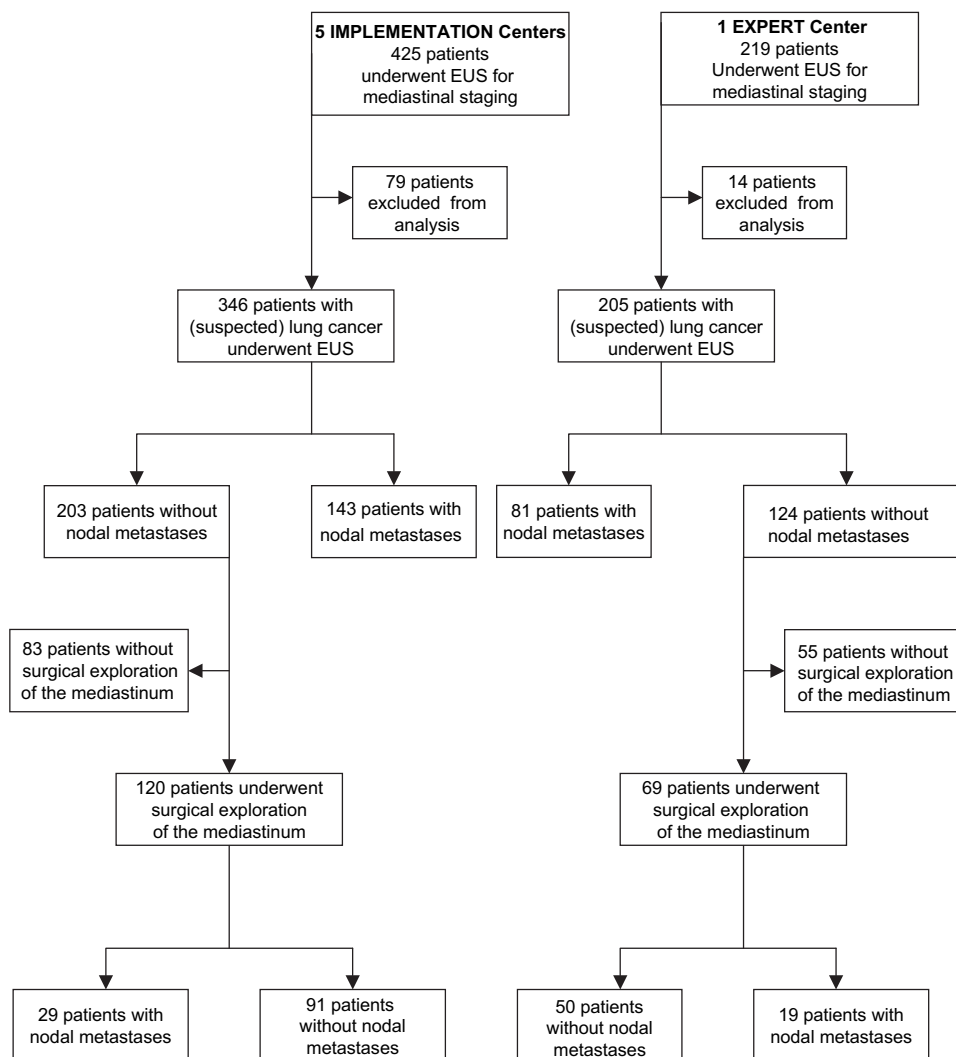 5 IMPLEMENTATION Centers
425 patients
underwent EUS for
mediastinal staging
1 EXPERT Center
219 patients
Underwent EUS for
mediastinal staging
79 patients
excluded from
analysis
14 patients
excluded from
analysis
346 patients with
(suspected) lung cancer
underwent EUS
205 patients with
(suspected) lung cancer
underwent EUS
203 patients without
nodal metastases
143 patients with
nodal metastases
81 patients with
nodal metastases
124 patients without
nodal metastases
83 patients without
surgical exploration
of the mediastinum
55 patients without
surgical exploration
of the mediastinum
120 patients underwent
surgical exploration
of the mediastinum
69 patients underwent
surgical exploration
of the mediastinum
29 patients with
nodal metastases
91 patients
without nodal
metastases
50 patients
without nodal
metastases
19 patients with
nodal metastases